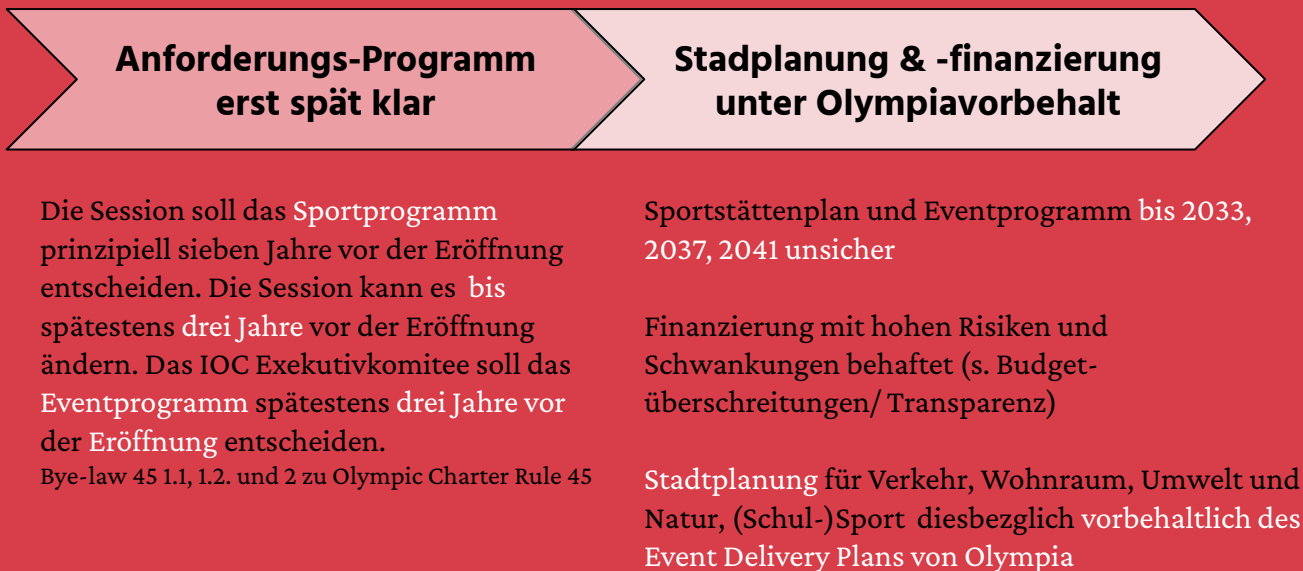 Anforderungs-Programm
erst spät klar
Stadplanung & -finanzierung
unter Olympiavorbehalt
Die Session soll das Sportprogramm
prinzipiell sieben Jahre vor der Eröffnung
entscheiden. Die Session kann es bis
spätestens drei Jahre vor der Eröffnung
ändern. Das IOC Exekutivkomitee soll das
Eventprogramm spätestens drei Jahre vor
der Eröffnung entscheiden.
Bye-law 45 1.1, 1.2. und 2 zu Olympic Charter Rule 45
Sportstättenplan und Eventprogramm bis 2033,
2037, 2041 unsicher
Finanzierung mit hohen Risiken und
Schwankungen behaftet (s. Budget-
überschreitungen/ Transparenz)
Stadtplanung für Verkehr, Wohnraum, Umwelt und
Natur, (Schul-)Sport diesbezglich vorbehaltlich des
Event Delivery Plans von Olympia